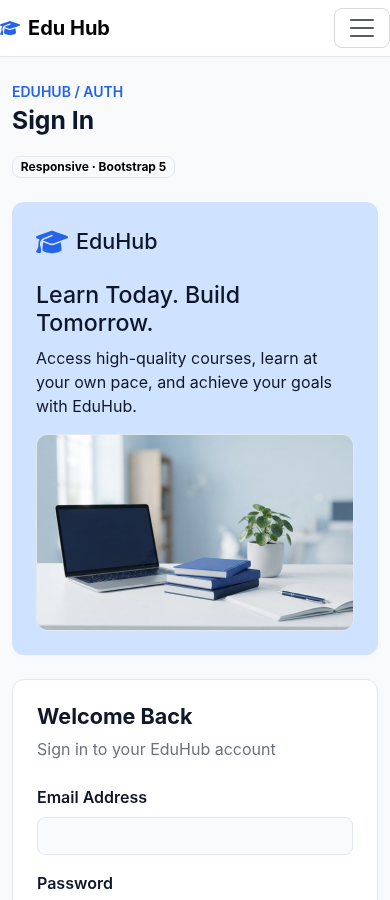 Edu Hub
EDUHUB / AUTH
Sign In
Responsive · Bootstrap 5
EduHub
Learn Today. Build
Tomorrow.
Access high-quality courses, learn at
your own pace, and achieve your goals
with EduHub.
Welcome Back
Sign in to your EduHub account
Email Address
Password